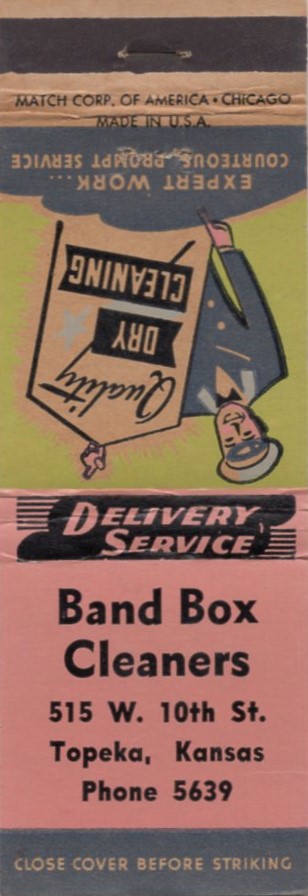 MATCH CORP. OF AMERICA • CHICAGO
MADE IN U.S.A.
EXPERT WORK...
COURTEOUS PROMPT SERVICE
Quality
DRY
CLEANING
DELIVERY
SERVICE
Band Box
Cleaners
515 W. 10th St.
Topeka, Kansas
Phone 5639
CLOSE COVER BEFORE STRIKING